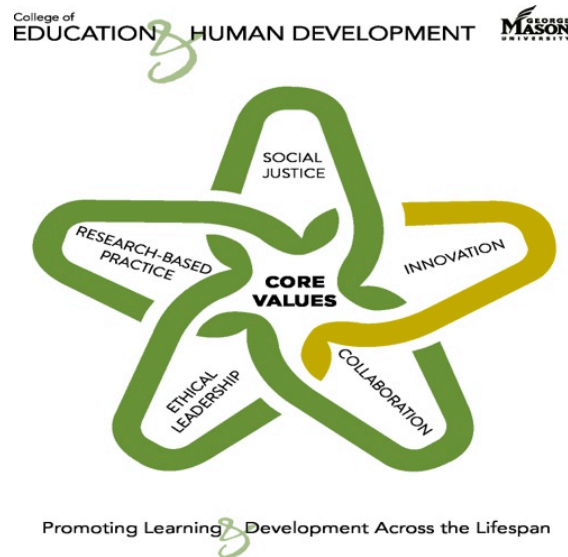 College of
EDUCATION & HUMAN DEVELOPMENT
GEORGE
MASON
UNIVERSITY
SOCIAL
JUSTICE
RESEARCH-BASED
PRACTICE
INNOVATION
CORE
VALUES
ETHICAL
LEADERSHIP
COLLABORATION
Promoting Learning & Development Across the Lifespan